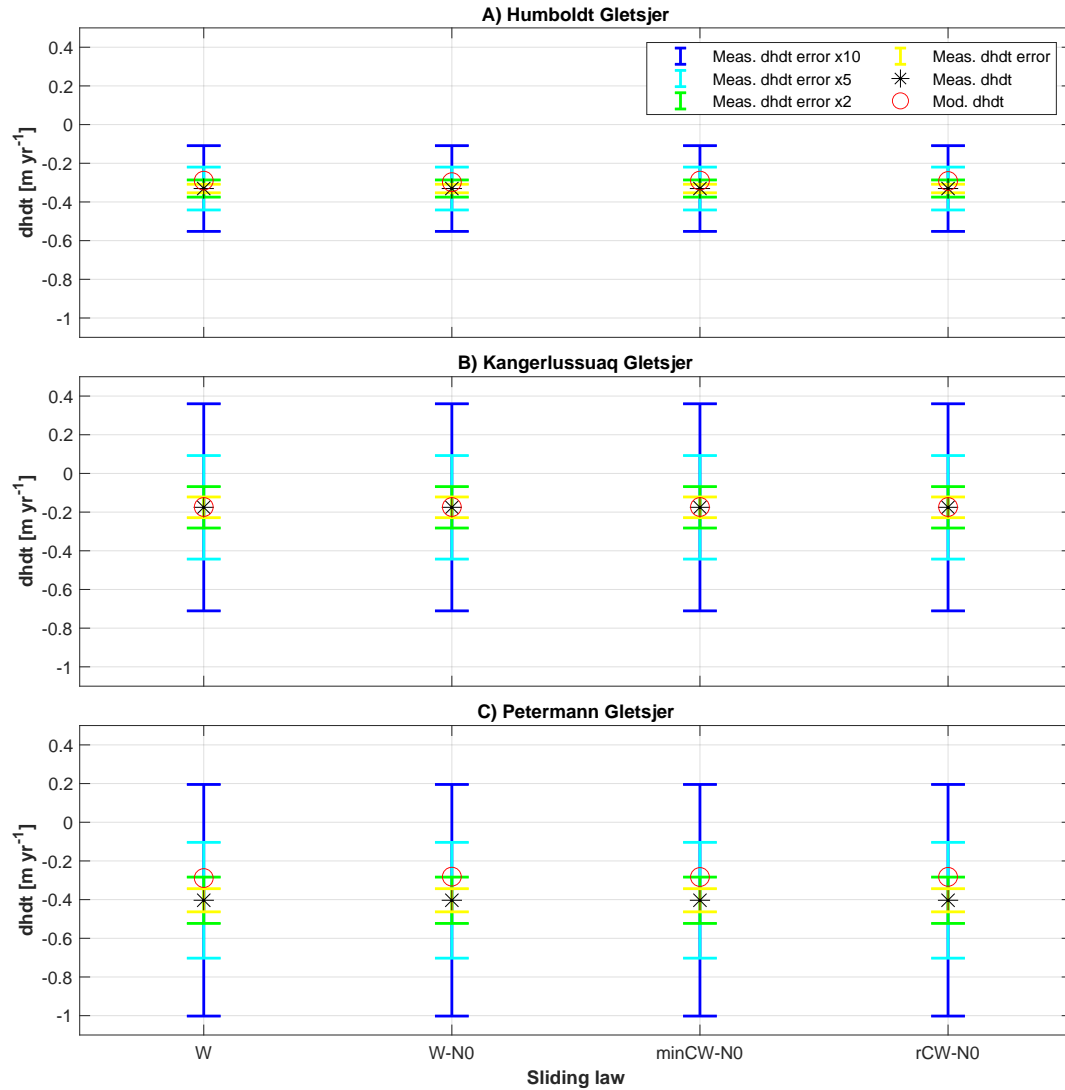 A) Humboldt Gletsjer
0.4
0.2
0
-0.2
-0.4
-0.6
-0.8
-1
dhdt [m yr⁻¹]
Meas. dhdt error x10
Meas. dhdt error x5
Meas. dhdt error x2
Meas. dhdt error
Meas. dhdt
Mod. dhdt
B) Kangerlussuaq Gletsjer
0.4
0.2
0
-0.2
-0.4
-0.6
-0.8
-1
dhdt [m yr⁻¹]
C) Petermann Gletsjer
0.4
0.2
0
-0.2
-0.4
-0.6
-0.8
-1
dhdt [m yr⁻¹]
W W-N0 minCW-N0 rCW-N0
Sliding law